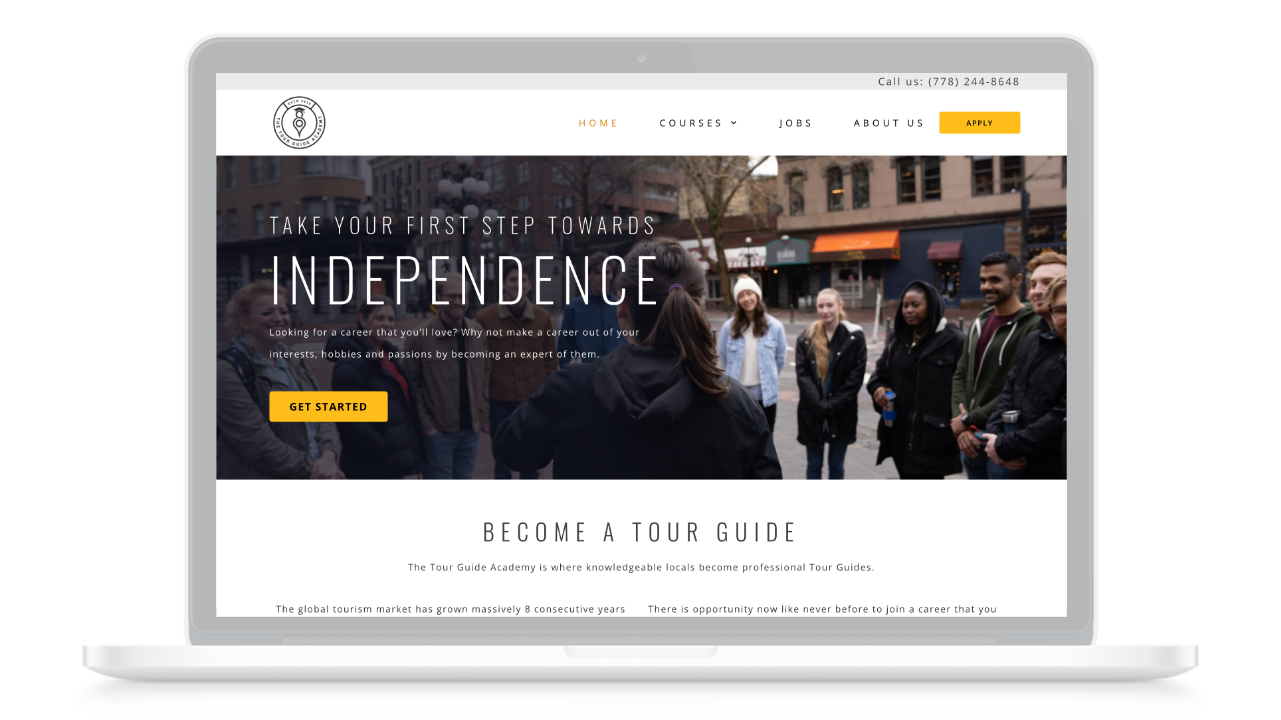 Call us: (778) 244-8648
THE TOUR GUIDE ACADEMY
HOME
COURSES
JOBS
ABOUT US
APPLY
TAKE YOUR FIRST STEP TOWARDS
INDEPENDENCE
Looking for a career that you'll love? Why not make a career out of your
interests, hobbies and passions by becoming an expert of them.
GET STARTED
BECOME A TOUR GUIDE
The Tour Guide Academy is where knowledgeable locals become professional Tour Guides.
The global tourism market has grown massively 8 consecutive years
There is opportunity now like never before to join a career that you